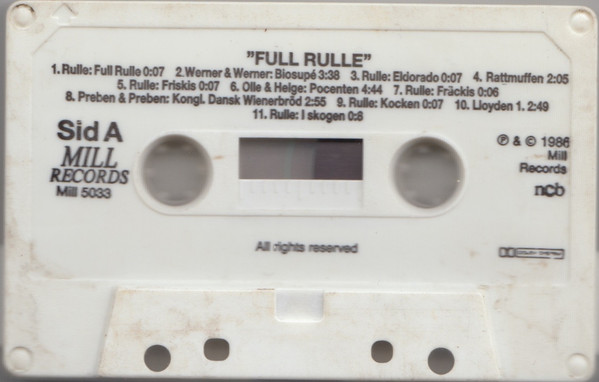 "FULL RULLE"
1. Rulle: Full Rulle 0:07 2. Werner & Werner: Biosupé 3:38 3. Rulle: Eldorado 0:07 4. Rattmuffen 2:05
5. Rulle: Friskis 0:07 6. Olle & Helge: Pocenten 4:44 7. Rulle: Fräckis 0:06
8. Preben & Preben: Kongl. Dansk Wienerbröd 2:55 9. Rulle: Kocken 0:07 10. Lloyden 1. 2:49
11. Rulle: I skogen 0:8
Sid A
MILL
RECORDS
Mill 5033
℗ & © 1986
Mill
Records
ncb
All rights reserved
DOLBY SYSTEM